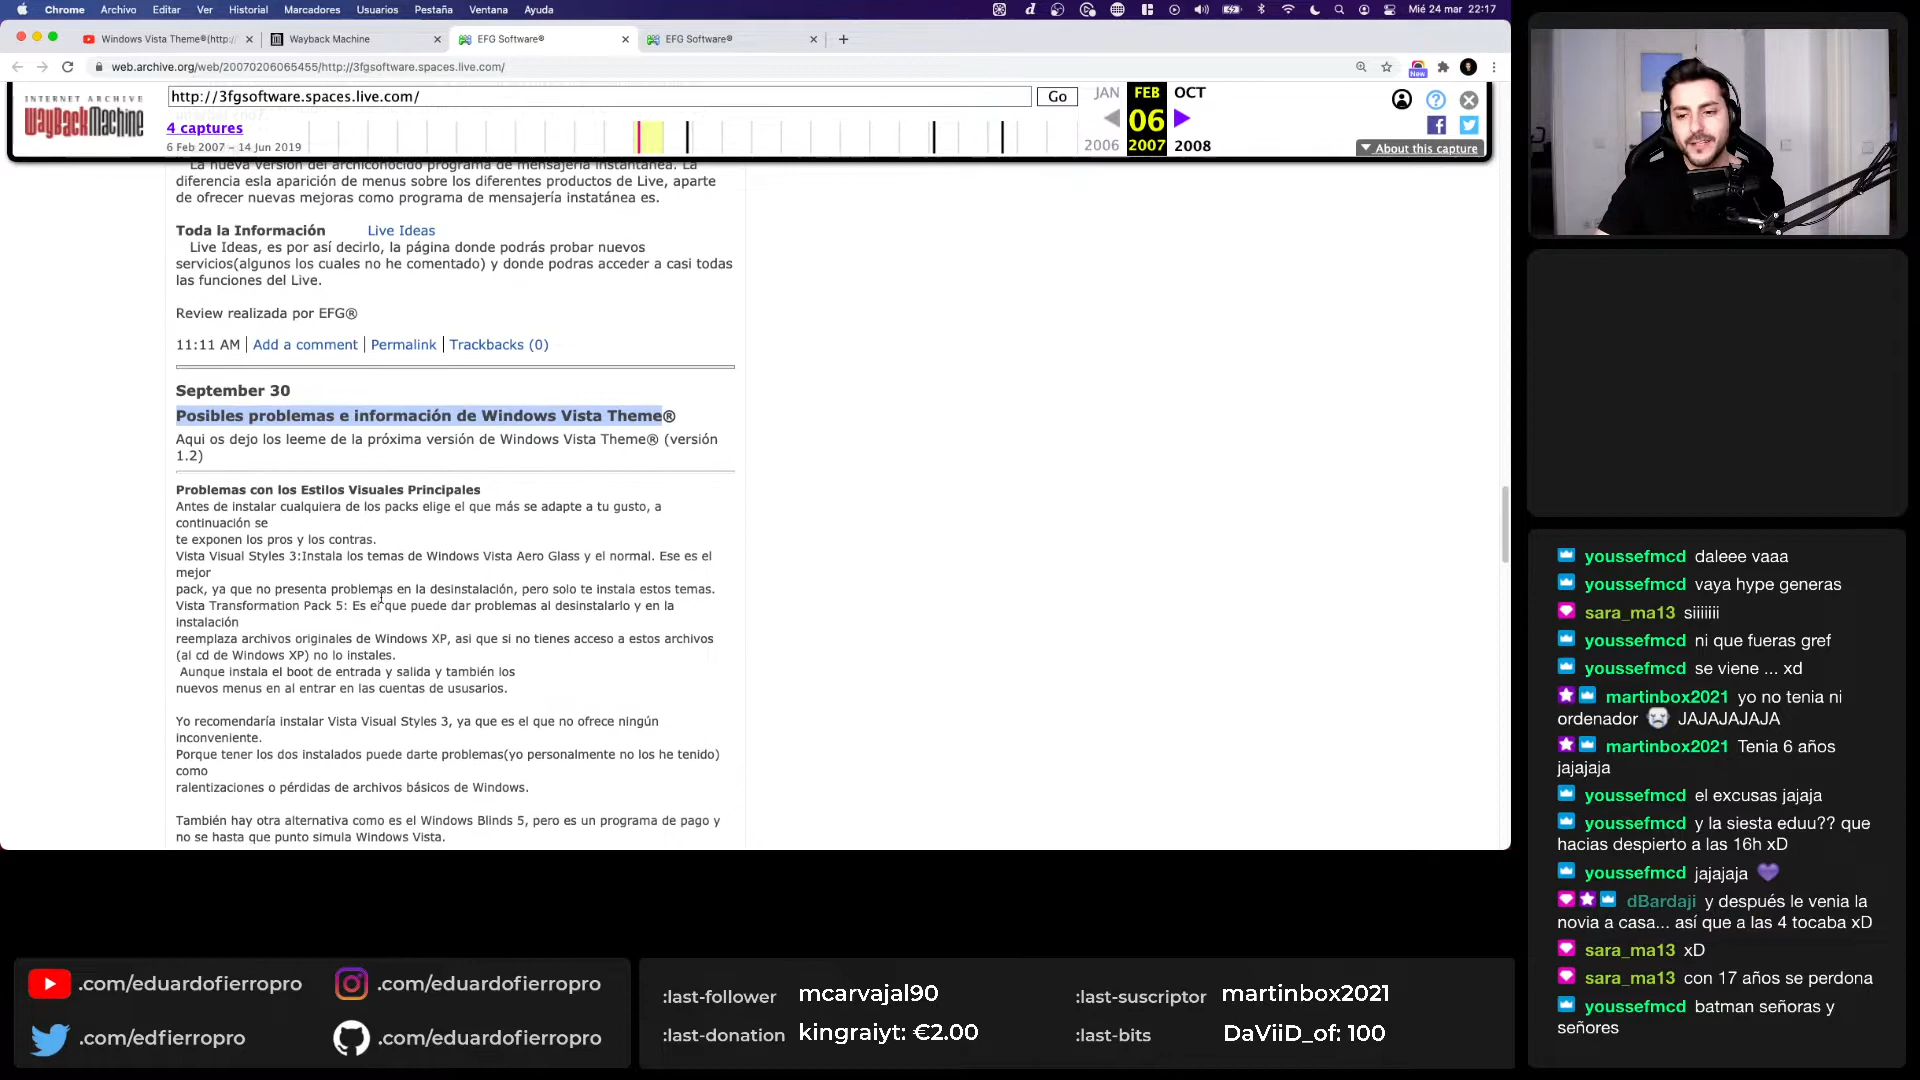 Chrome Archivo Editar Ver Historial Marcadores Usuarios Pestaña Ventana Ayuda
Mié 24 mar 22:17
Windows Vista Theme®(http:/
Wayback Machine
EFG Software®
EFG Software®
web.archive.org/web/20070206065455/http://3fgsoftware.spaces.live.com/
New
INTERNET ARCHIVE
WayBackMachine
http://3fgsoftware.spaces.live.com/
Go
JAN FEB OCT
4 captures
06
6 Feb 2007 – 14 Jun 2019
2006 2007 2008
About this capture
La nueva versión del archiconocido programa de mensajería instantánea. La
diferencia esla aparición de menus sobre los diferentes productos de Live, aparte
de ofrecer nuevas mejoras como programa de mensajería instatánea es.
Toda la Información Live Ideas
Live Ideas, es por así decirlo, la página donde podrás probar nuevos
servicios(algunos los cuales no he comentado) y donde podras acceder a casi todas
las funciones del Live.
Review realizada por EFG®
11:11 AM | Add a comment | Permalink | Trackbacks (0)
September 30
Posibles problemas e información de Windows Vista Theme®
Aqui os dejo los leeme de la próxima versión de Windows Vista Theme® (versión
1.2)
Problemas con los Estilos Visuales Principales
Antes de instalar cualquiera de los packs elige el que más se adapte a tu gusto, a
continuación se
te exponen los pros y los contras.
Vista Visual Styles 3:Instala los temas de Windows Vista Aero Glass y el normal. Ese es el
mejor
pack, ya que no presenta problemas en la desinstalación, pero solo te instala estos temas.
Vista Transformation Pack 5: Es el que puede dar problemas al desinstalarlo y en la
instalación
reemplaza archivos originales de Windows XP, asi que si no tienes acceso a estos archivos
(al cd de Windows XP) no lo instales.
Aunque instala el boot de entrada y salida y también los
nuevos menus en al entrar en las cuentas de ususarios.
Yo recomendaría instalar Vista Visual Styles 3, ya que es el que no ofrece ningún
inconveniente.
Porque tener los dos instalados puede darte problemas(yo personalmente no los he tenido)
como
ralentizaciones o pérdidas de archivos básicos de Windows.
También hay otra alternativa como es el Windows Blinds 5, pero es un programa de pago y
no se hasta que punto simula Windows Vista.
youssefmcd daleee vaaa
youssefmcd vaya hype generas
sara_ma13 siiiiiii
youssefmcd ni que fueras gref
youssefmcd se viene ... xd
martinbox2021 yo no tenia ni
ordenador JAJAJAJAJA
martinbox2021 Tenia 6 años
jajajaja
youssefmcd el excusas jajaja
youssefmcd y la siesta eduu?? que
hacias despierto a las 16h xD
youssefmcd jajajaja
dBardaji y después le venia la
novia a casa... así que a las 4 tocaba xD
sara_ma13 xD
sara_ma13 con 17 años se perdona
youssefmcd batman señoras y
señores
.com/eduardofierropro
.com/eduardofierropro
.com/edfierropro
.com/eduardofierropro
:last-follower mcarvajal90
:last-suscriptor martinbox2021
:last-donation kingraiyt: €2.00
:last-bits DaViiD_of: 100